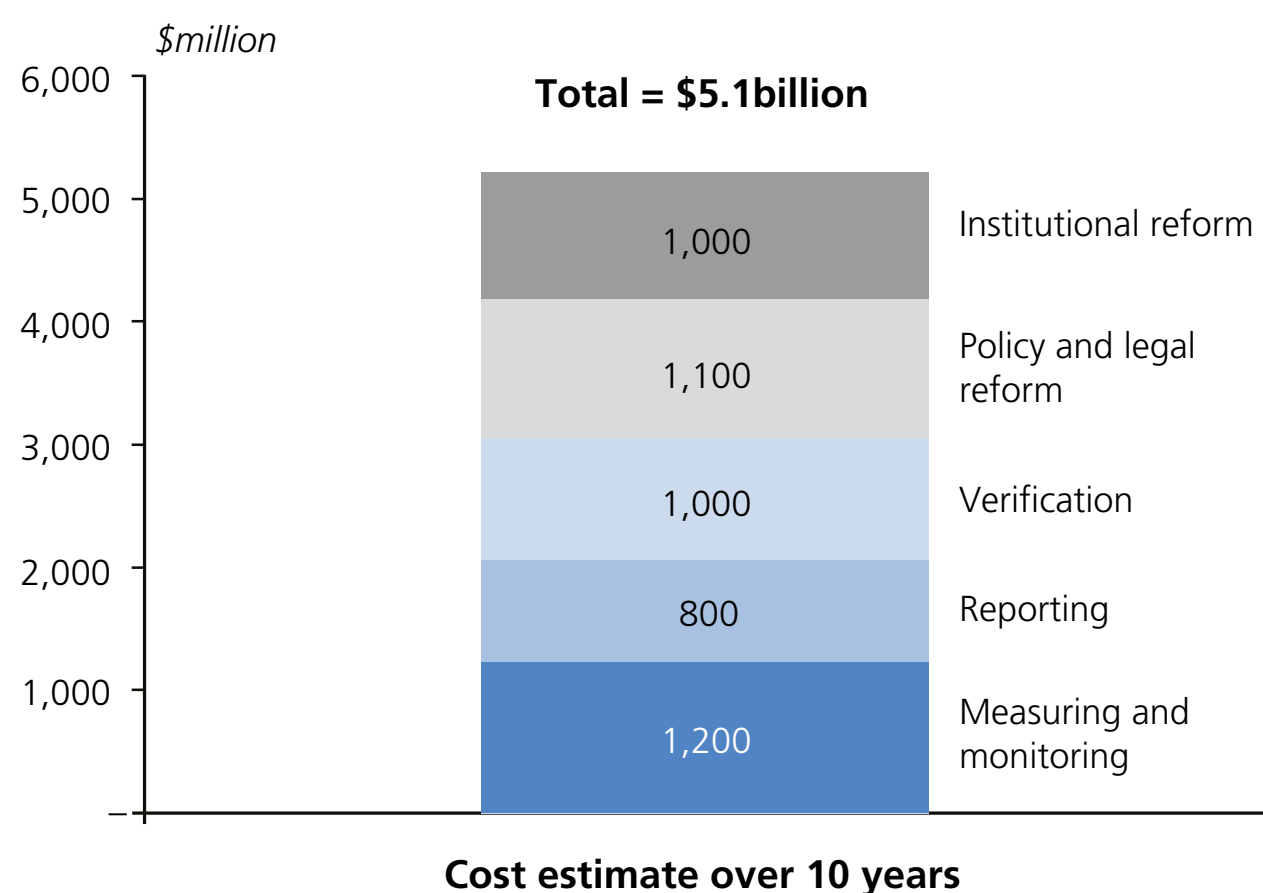 $million
6,000
Total = $5.1billion
5,000
1,000
Institutional reform
4,000
1,100
Policy and legal
reform
3,000
1,000
Verification
2,000
800
Reporting
1,000
1,200
Measuring and
monitoring
–
Cost estimate over 10 years